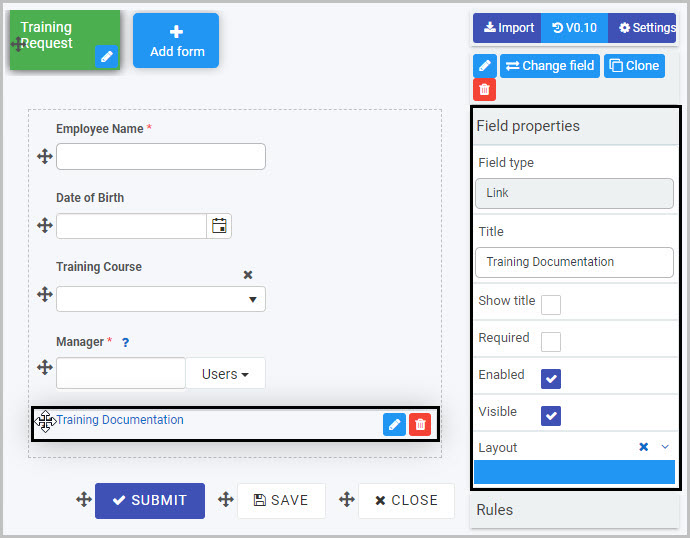 Training
Request
Add form
Import
V0.10
Settings
Change field
Clone
Employee Name *
Date of Birth
Training Course
Manager * ?
Users
Training Documentation
SUBMIT
SAVE
CLOSE
Field properties
Field type
Link
Title
Training Documentation
Show title
Required
Enabled
Visible
Layout
Rules